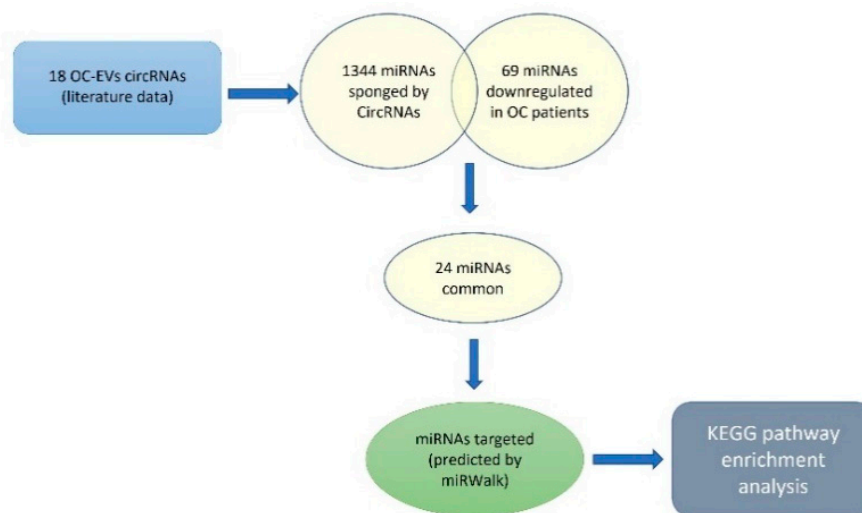 18 OC-EVs circRNAs
(literature data)
1344 miRNAs
sponged by
CircRNAs
69 miRNAs
downregulated
in OC patients
24 miRNAs
common
miRNAs targeted
(predicted by
miRWalk)
KEGG pathway
enrichment
analysis